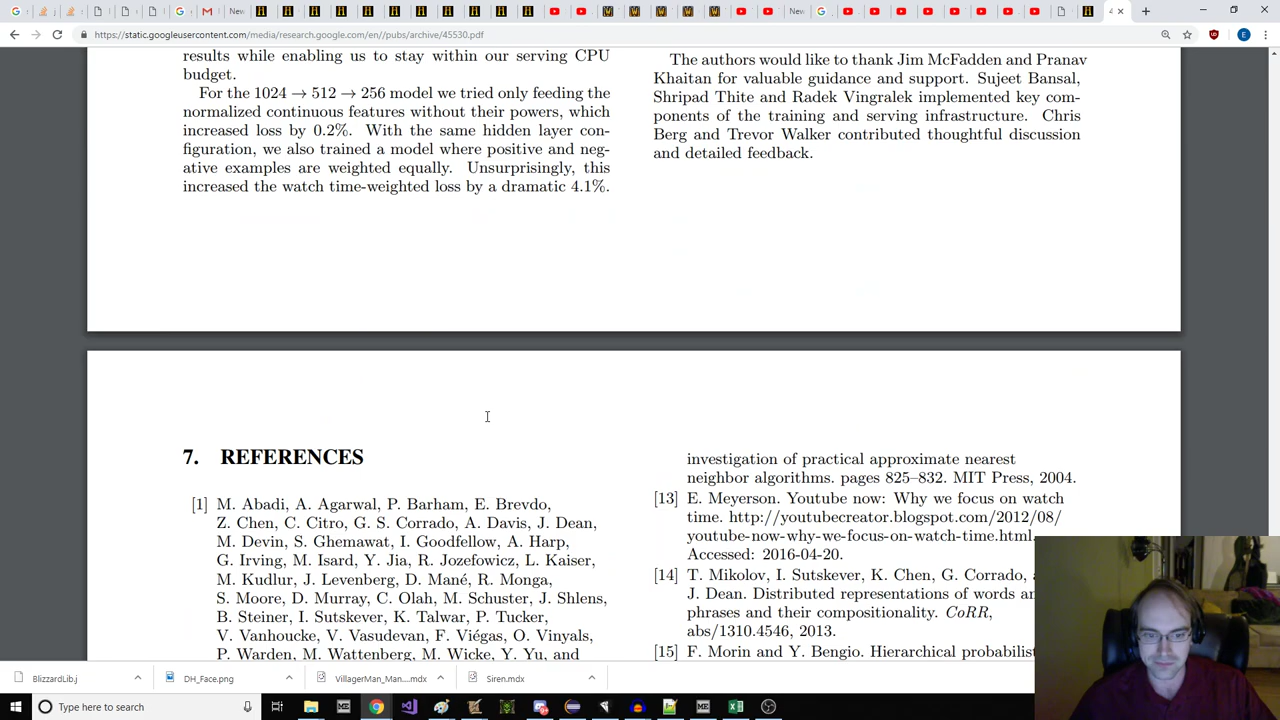 New
New
4
https://static.googleusercontent.com/media/research.google.com/en//pubs/archive/45530.pdf
E
results while enabling us to stay within our serving CPU
budget.
For the 1024 → 512 → 256 model we tried only feeding the
normalized continuous features without their powers, which
increased loss by 0.2%. With the same hidden layer con-
figuration, we also trained a model where positive and neg-
ative examples are weighted equally. Unsurprisingly, this
increased the watch time-weighted loss by a dramatic 4.1%.
The authors would like to thank Jim McFadden and Pranav
Khaitan for valuable guidance and support. Sujeet Bansal,
Shripad Thite and Radek Vingralek implemented key com-
ponents of the training and serving infrastructure. Chris
Berg and Trevor Walker contributed thoughtful discussion
and detailed feedback.
7. REFERENCES
[1] M. Abadi, A. Agarwal, P. Barham, E. Brevdo,
Z. Chen, C. Citro, G. S. Corrado, A. Davis, J. Dean,
M. Devin, S. Ghemawat, I. Goodfellow, A. Harp,
G. Irving, M. Isard, Y. Jia, R. Jozefowicz, L. Kaiser,
M. Kudlur, J. Levenberg, D. Mané, R. Monga,
S. Moore, D. Murray, C. Olah, M. Schuster, J. Shlens,
B. Steiner, I. Sutskever, K. Talwar, P. Tucker,
V. Vanhoucke, V. Vasudevan, F. Viégas, O. Vinyals,
P. Warden, M. Wattenberg, M. Wicke, Y. Yu, and
investigation of practical approximate nearest
neighbor algorithms. pages 825–832. MIT Press, 2004.
[13] E. Meyerson. Youtube now: Why we focus on watch
time. http://youtubecreator.blogspot.com/2012/08/
youtube-now-why-we-focus-on-watch-time.html.
Accessed: 2016-04-20.
[14] T. Mikolov, I. Sutskever, K. Chen, G. Corrado,
J. Dean. Distributed representations of words
phrases and their compositionality. CoRR,
abs/1310.4546, 2013.
[15] F. Morin and Y. Bengio. Hierarchical
BlizzardLib.j
DH_Face.png
VillagerMan_Man....mdx
Siren.mdx
Type here to search